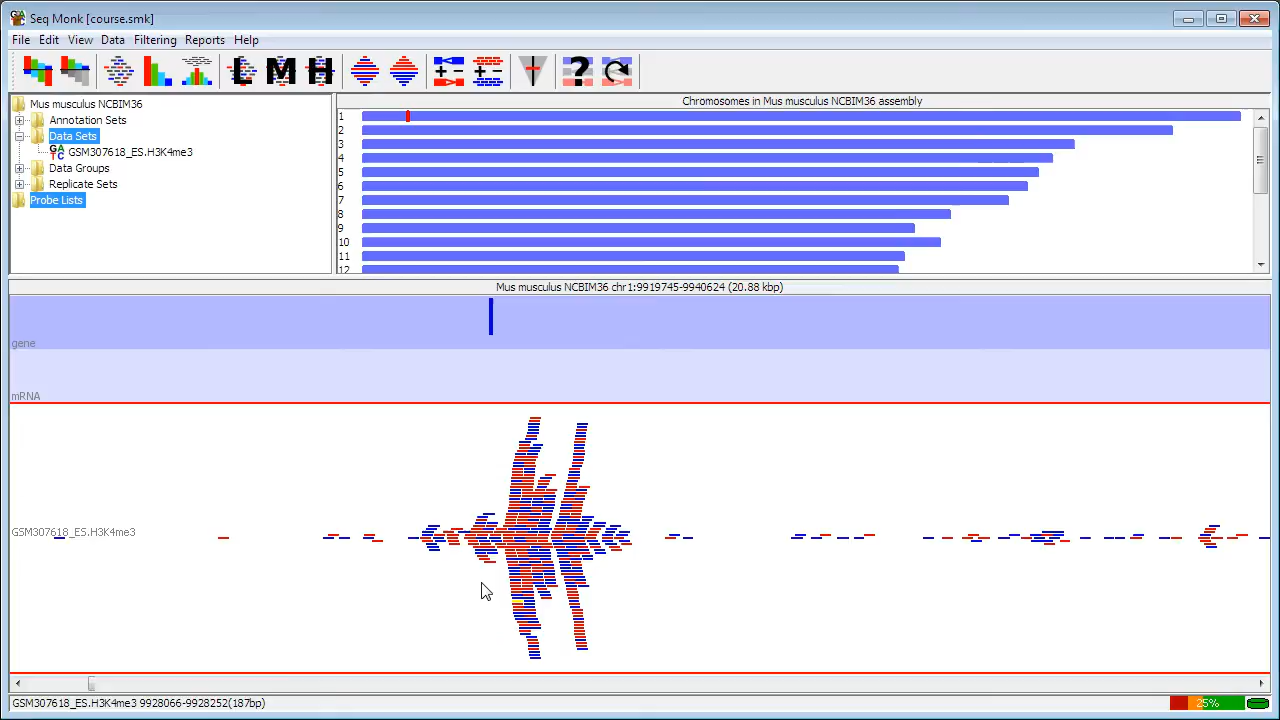 Seq Monk [course.smk]
File Edit View Data Filtering Reports Help
L M H ?
Mus musculus NCBIM36
Annotation Sets
Data Sets
GSM307618_ES.H3K4me3
Data Groups
Replicate Sets
Probe Lists
Chromosomes in Mus musculus NCBIM36 assembly
1
2
3
4
5
6
7
8
9
10
11
12
Mus musculus NCBIM36 chr1:9919745-9940624 (20.88 kbp)
gene
mRNA
GSM307618_ES.H3K4me3
GSM307618_ES.H3K4me3 9928066-9928252(187bp)
25%